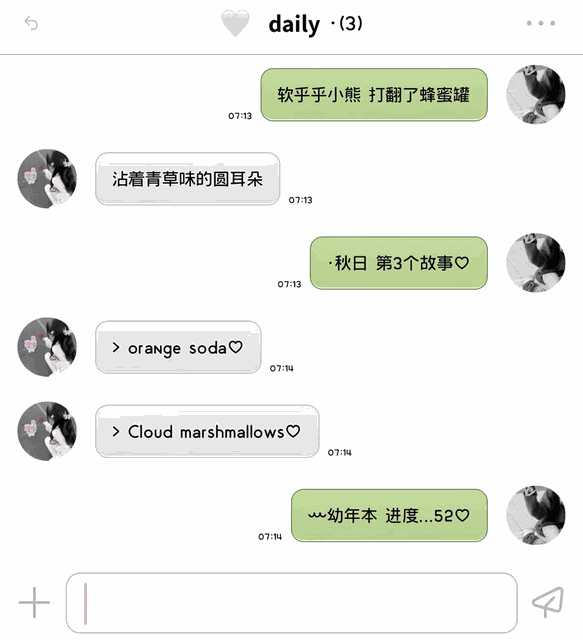 daily ·(3)
软乎乎小熊 打翻了蜂蜜罐
07:13
沾着青草味的圆耳朵
07:13
·秋日 第3个故事♡
07:13
> orange soda♡
07:14
> Cloud marshmallows♡
07:14
෴幼年本 进度...52♡
07:14